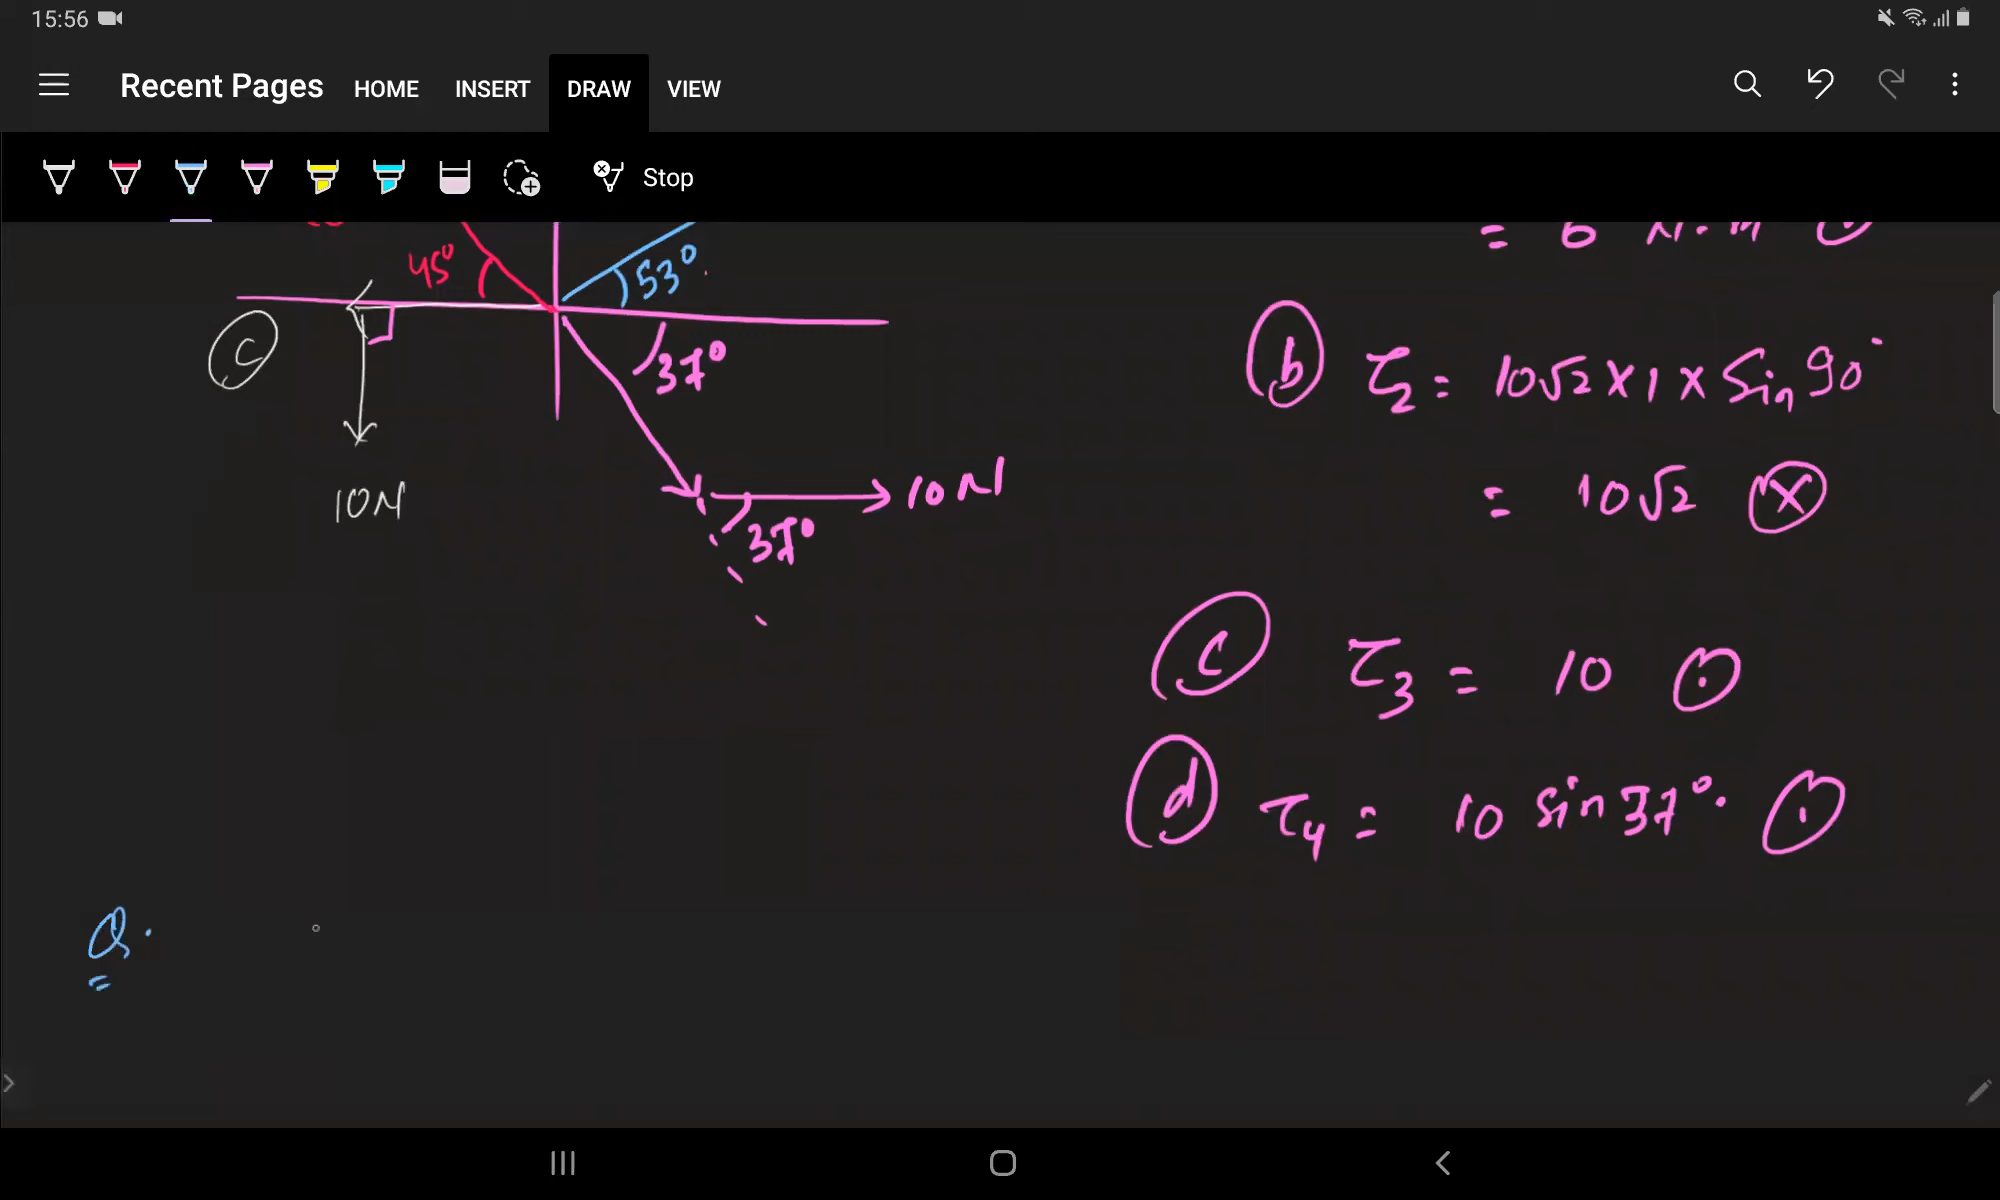 15:56
Recent Pages HOME INSERT DRAW VIEW
Stop
45°
53°
= 6 N-m
C
37°
b τ₂ = 10√2 × 1 × Sin 90°
10N
37°
10N
= 10√2 ⊗
c τ₃ = 10 ⊙
d τ₄ = 10 sin 37°. ⊙
Q.